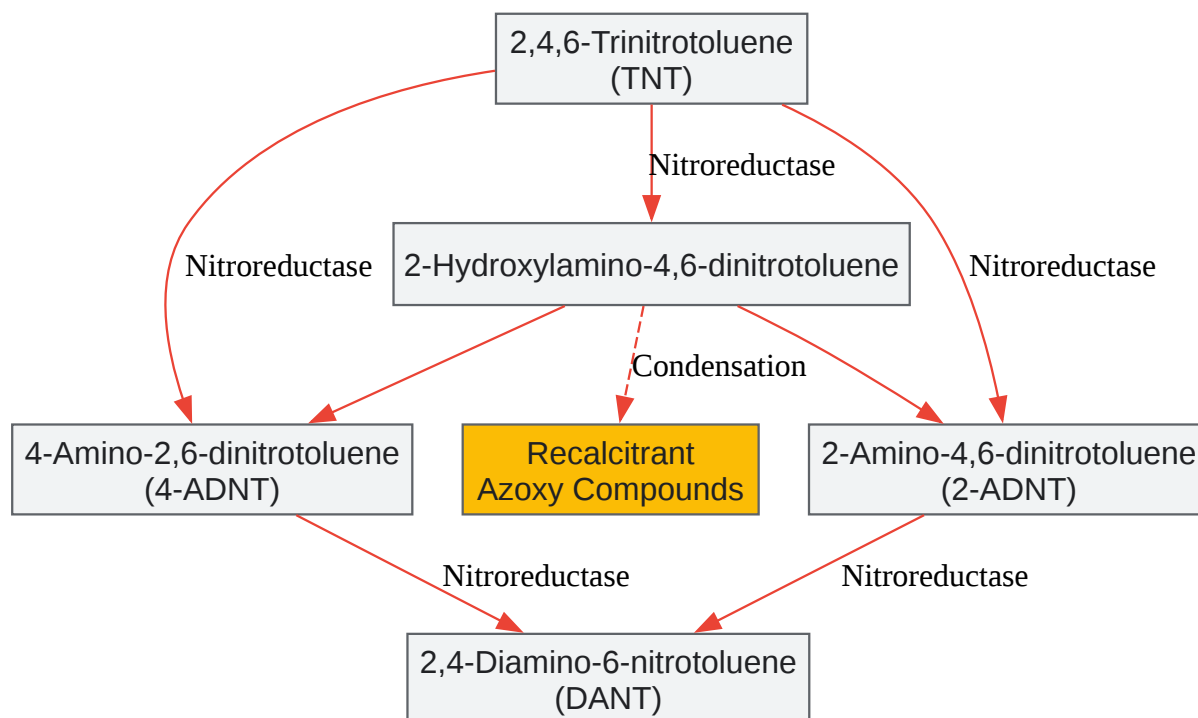 2,4,6-Trinitrotoluene
(TNT)
Nitroreductase
2-Hydroxylamino-4,6-dinitrotoluene
Nitroreductase
Nitroreductase
Condensation
4-Amino-2,6-dinitrotoluene
(4-ADNT)
Recalcitrant
Azoxy Compounds
2-Amino-4,6-dinitrotoluene
(2-ADNT)
Nitroreductase
Nitroreductase
2,4-Diamino-6-nitrotoluene
(DANT)